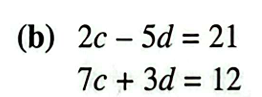 (b) 2c − 5d = 21
7c + 3d = 12